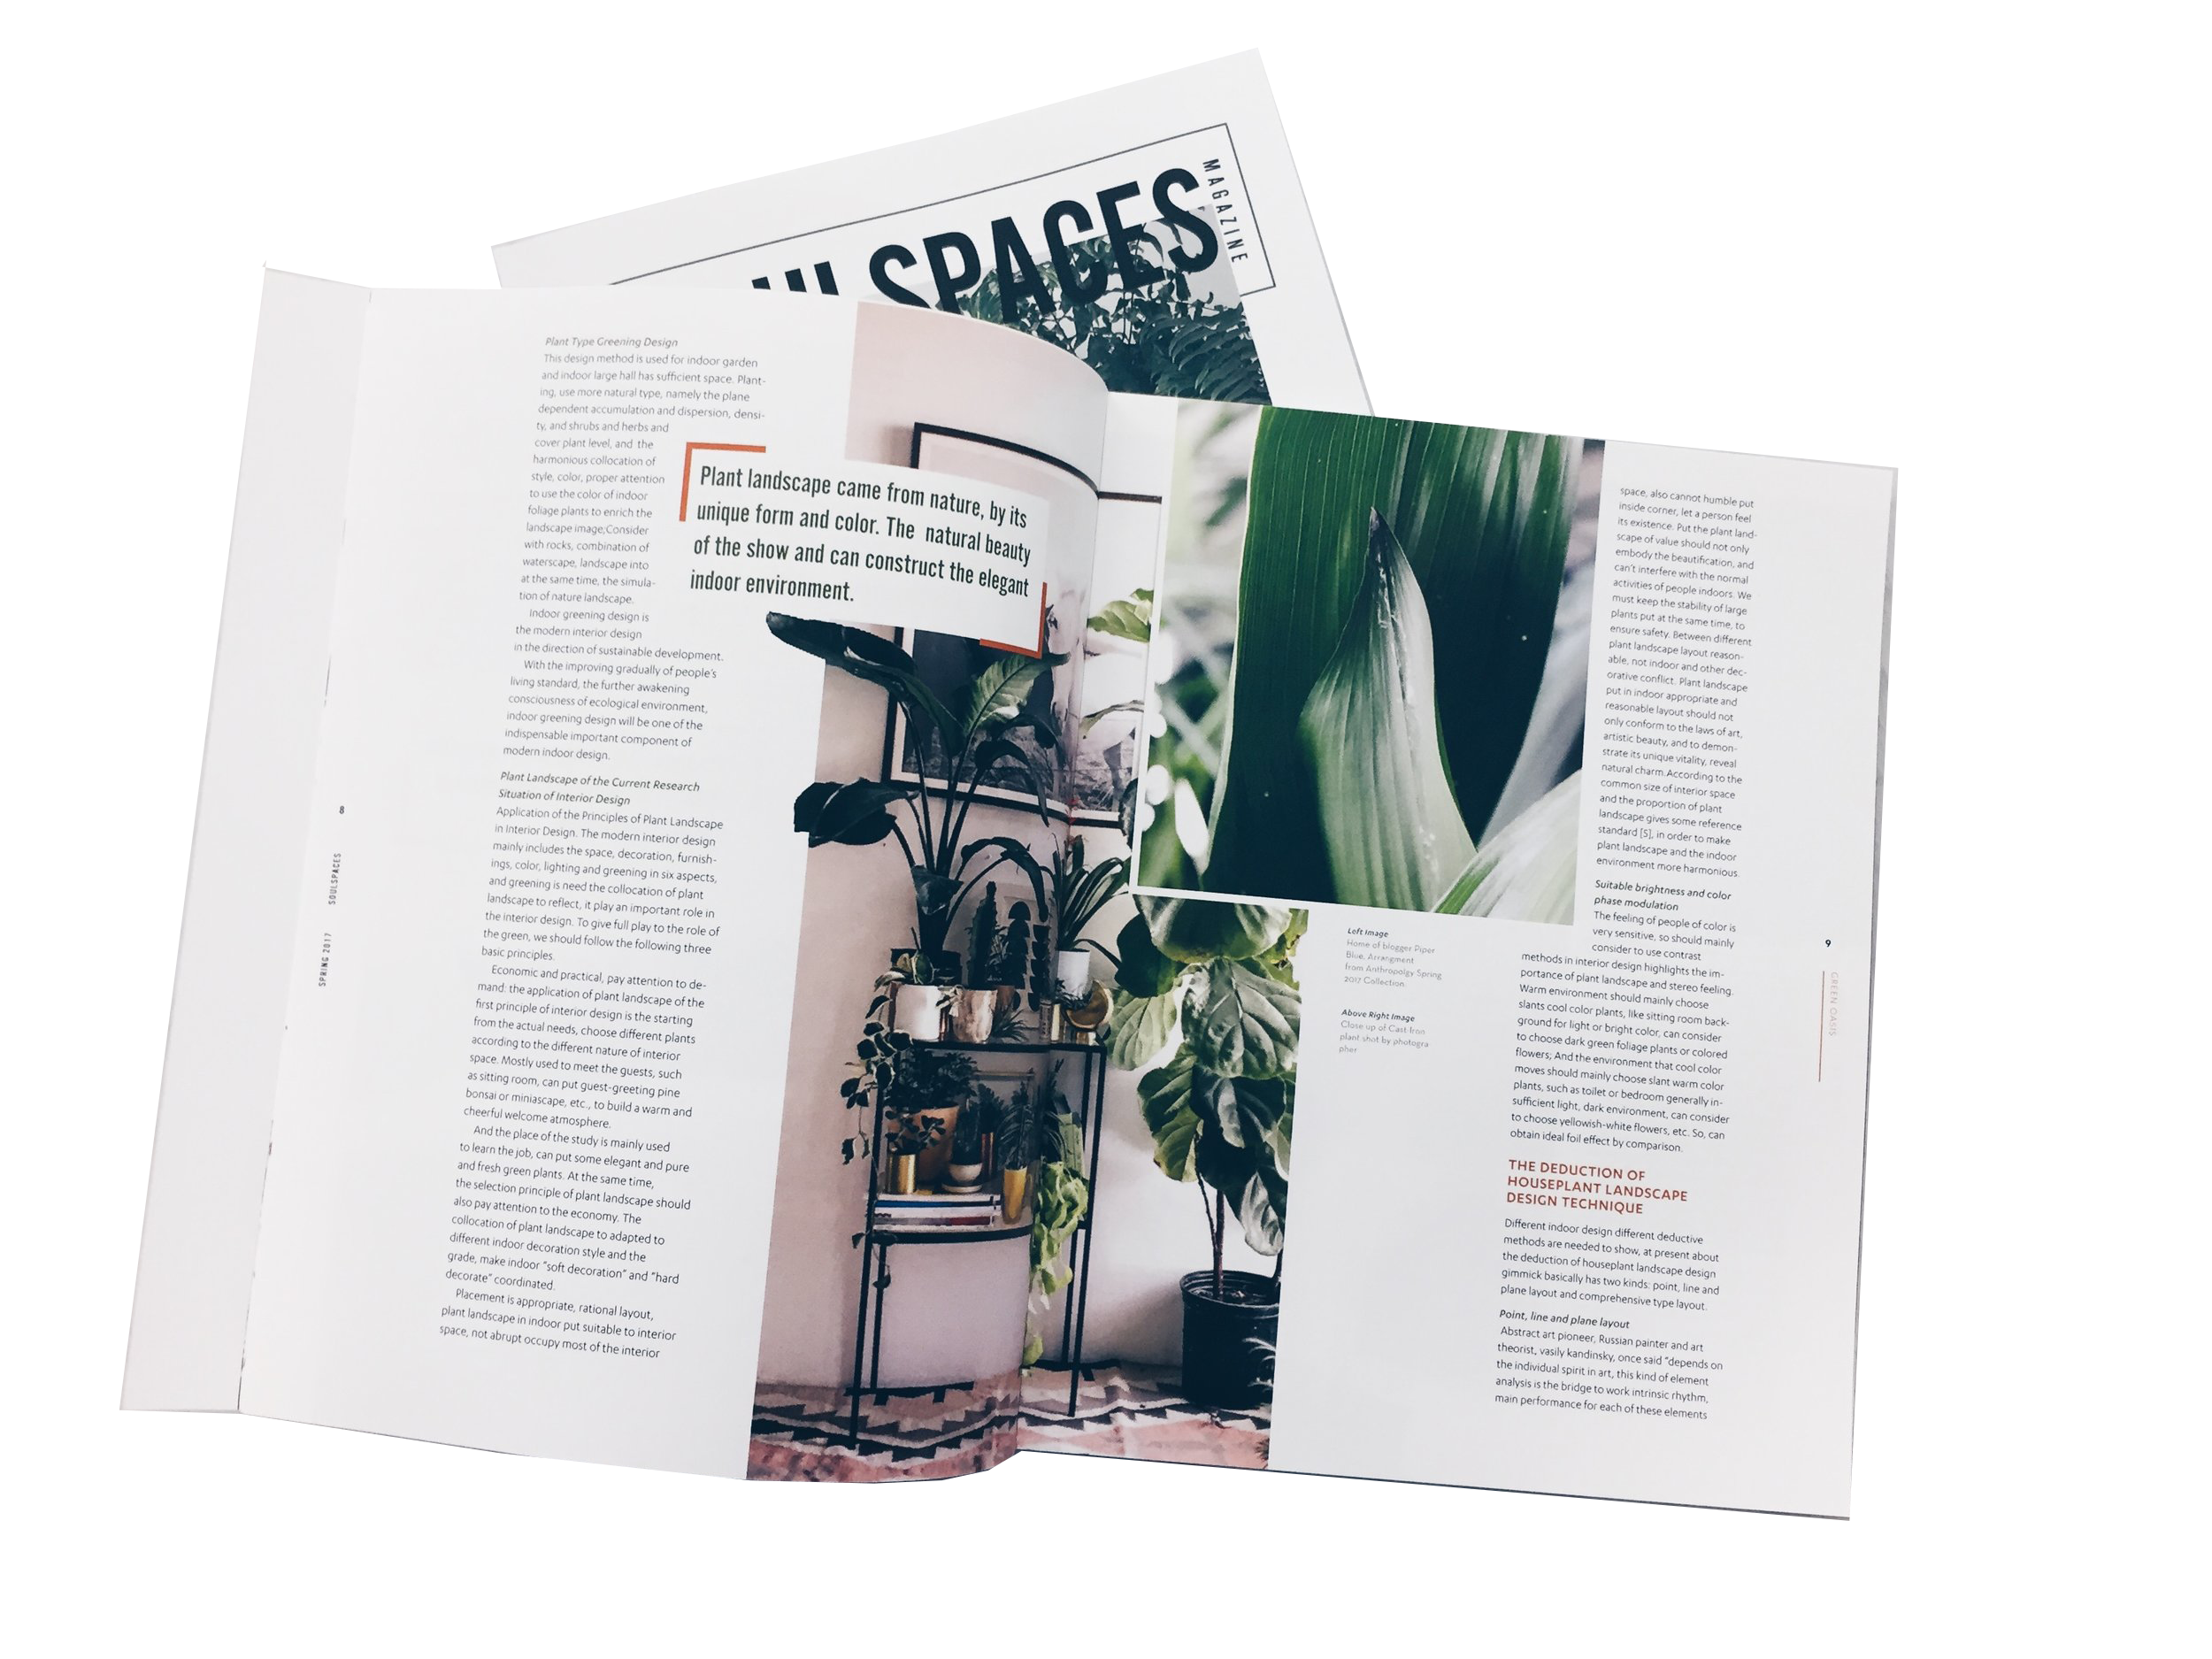 MAGAZINE
SPACES
Plant Type Greening Design
This design method is used for indoor garden
and indoor large hall has sufficient space. Plant-
ing, use more natural type, namely the plane
dependent accumulation and dispersion, densi-
ty, and shrubs and herbs and
cover plant level, and the
harmonious collocation of
style, color, proper attention
to use the color of indoor
foliage plants to enrich the
landscape image;Consider
with rocks, combination of
waterscape, landscape into
at the same time, the simula-
tion of nature landscape.
Indoor greening design is
the modern interior design
in the direction of sustainable development.
With the improving gradually of people's
living standard, the further awakening
consciousness of ecological environment,
indoor greening design will be one of the
indispensable important component of
modern indoor design.
Plant Landscape of the Current Research
Situation of Interior Design
Application of the Principles of Plant Landscape
in Interior Design. The modern interior design
mainly includes the space, decoration, furnish-
ings, color, lighting and greening in six aspects,
and greening is need the collocation of plant
landscape to reflect, it play an important role in
the interior design. To give full play to the role of
the green, we should follow the following three
basic principles.
Economic and practical, pay attention to de-
mand: the application of plant landscape of the
first principle of interior design is the starting
from the actual needs, choose different plants
according to the different nature of interior
space. Mostly used to meet the guests, such
as sitting room, can put guest-greeting pine
bonsai or miniascape, etc., to build a warm and
cheerful welcome atmosphere.
And the place of the study is mainly used
to learn the job, can put some elegant and pure
and fresh green plants. At the same time,
the selection principle of plant landscape should
also pay attention to the economy. The
collocation of plant landscape to adapted to
different indoor decoration style and the
grade, make indoor "soft decoration" and "hard
decorate" coordinated.
Placement is appropriate, rational layout,
plant landscape in indoor put suitable to interior
space, not abrupt occupy most of the interior
8
SOULSPACES
SPRING 2017
Plant landscape came from nature, by its
unique form and color. The natural beauty
of the show and can construct the elegant
indoor environment.
Left Image
Home of blogger Piper
Blue. Arrangment
from Anthropolgy Spring
2017 Collection.
Above Right Image
Close up of Cast Iron
plant shot by photogra
pher
space, also cannot humble put
inside corner, let a person feel
its existence. Put the plant land-
scape of value should not only
embody the beautification, and
can't interfere with the normal
activities of people indoors. We
must keep the stability of large
plants put at the same time, to
ensure safety. Between different
plant landscape layout reason-
able, not indoor and other dec-
orative conflict. Plant landscape
put in indoor appropriate and
reasonable layout should not
only conform to the laws of art,
artistic beauty, and to demon-
strate its unique vitality, reveal
natural charm.According to the
common size of interior space
and the proportion of plant
landscape gives some reference
standard [5], in order to make
plant landscape and the indoor
environment more harmonious.
Suitable brightness and color
phase modulation
The feeling of people of color is
very sensitive, so should mainly
consider to use contrast
methods in interior design highlights the im-
portance of plant landscape and stereo feeling.
Warm environment should mainly choose
slants cool color plants, like sitting room back-
ground for light or bright color, can consider
to choose dark green foliage plants or colored
flowers; And the environment that cool color
moves should mainly choose slant warm color
plants, such as toilet or bedroom generally in-
sufficient light, dark environment, can consider
to choose yellowish-white flowers, etc. So, can
obtain ideal foil effect by comparison.
THE DEDUCTION OF
HOUSEPLANT LANDSCAPE
DESIGN TECHNIQUE
Different indoor design different deductive
methods are needed to show, at present about
the deduction of houseplant landscape design
gimmick basically has two kinds: point, line and
plane layout and comprehensive type layout.
Point, line and plane layout
Abstract art pioneer, Russian painter and art
theorist, vasily kandinsky, once said "depends on
the individual spirit in art, this kind of element
analysis is the bridge to work intrinsic rhythm,
main performance for each of these elements
9
GREEN OASIS